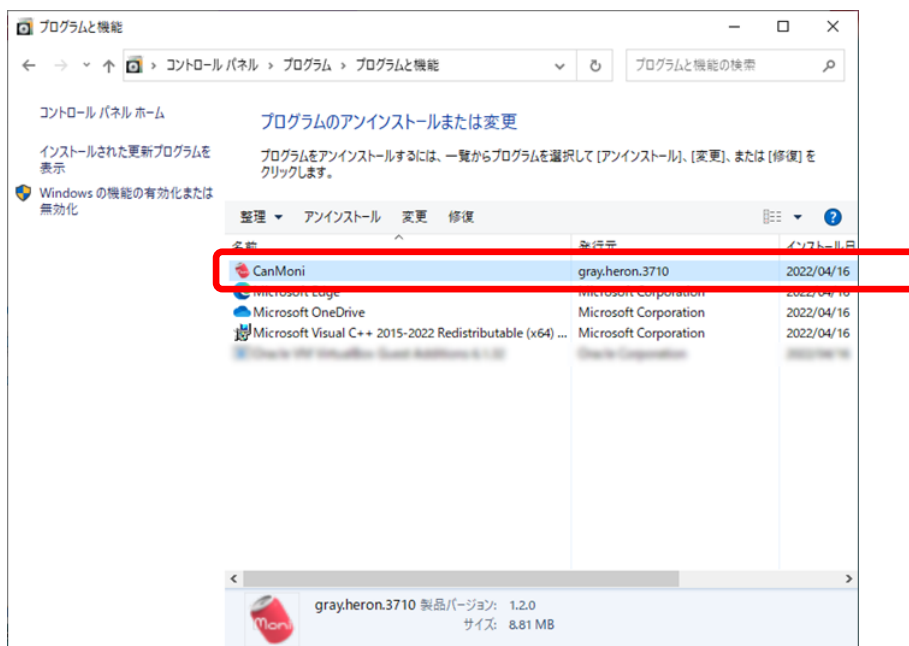 プログラムと機能
コントロール パネル › プログラム › プログラムと機能
プログラムと機能の検索
コントロール パネル ホーム
インストールされた更新プログラムを
表示
Windows の機能の有効化または
無効化
プログラムのアンインストールまたは変更
プログラムをアンインストールするには、一覧からプログラムを選択して [アンインストール]、[変更]、または [修復] を
クリックします。
整理 アンインストール 変更 修復
名前 発行元 インストール日
CanMoni gray.heron.3710 2022/04/16
Microsoft Edge Microsoft Corporation 2022/04/16
Microsoft OneDrive Microsoft Corporation 2022/04/16
Microsoft Visual C++ 2015-2022 Redistributable (x64) ... Microsoft Corporation 2022/04/16
gray.heron.3710 製品バージョン: 1.2.0
Moni
サイズ: 8.81 MB